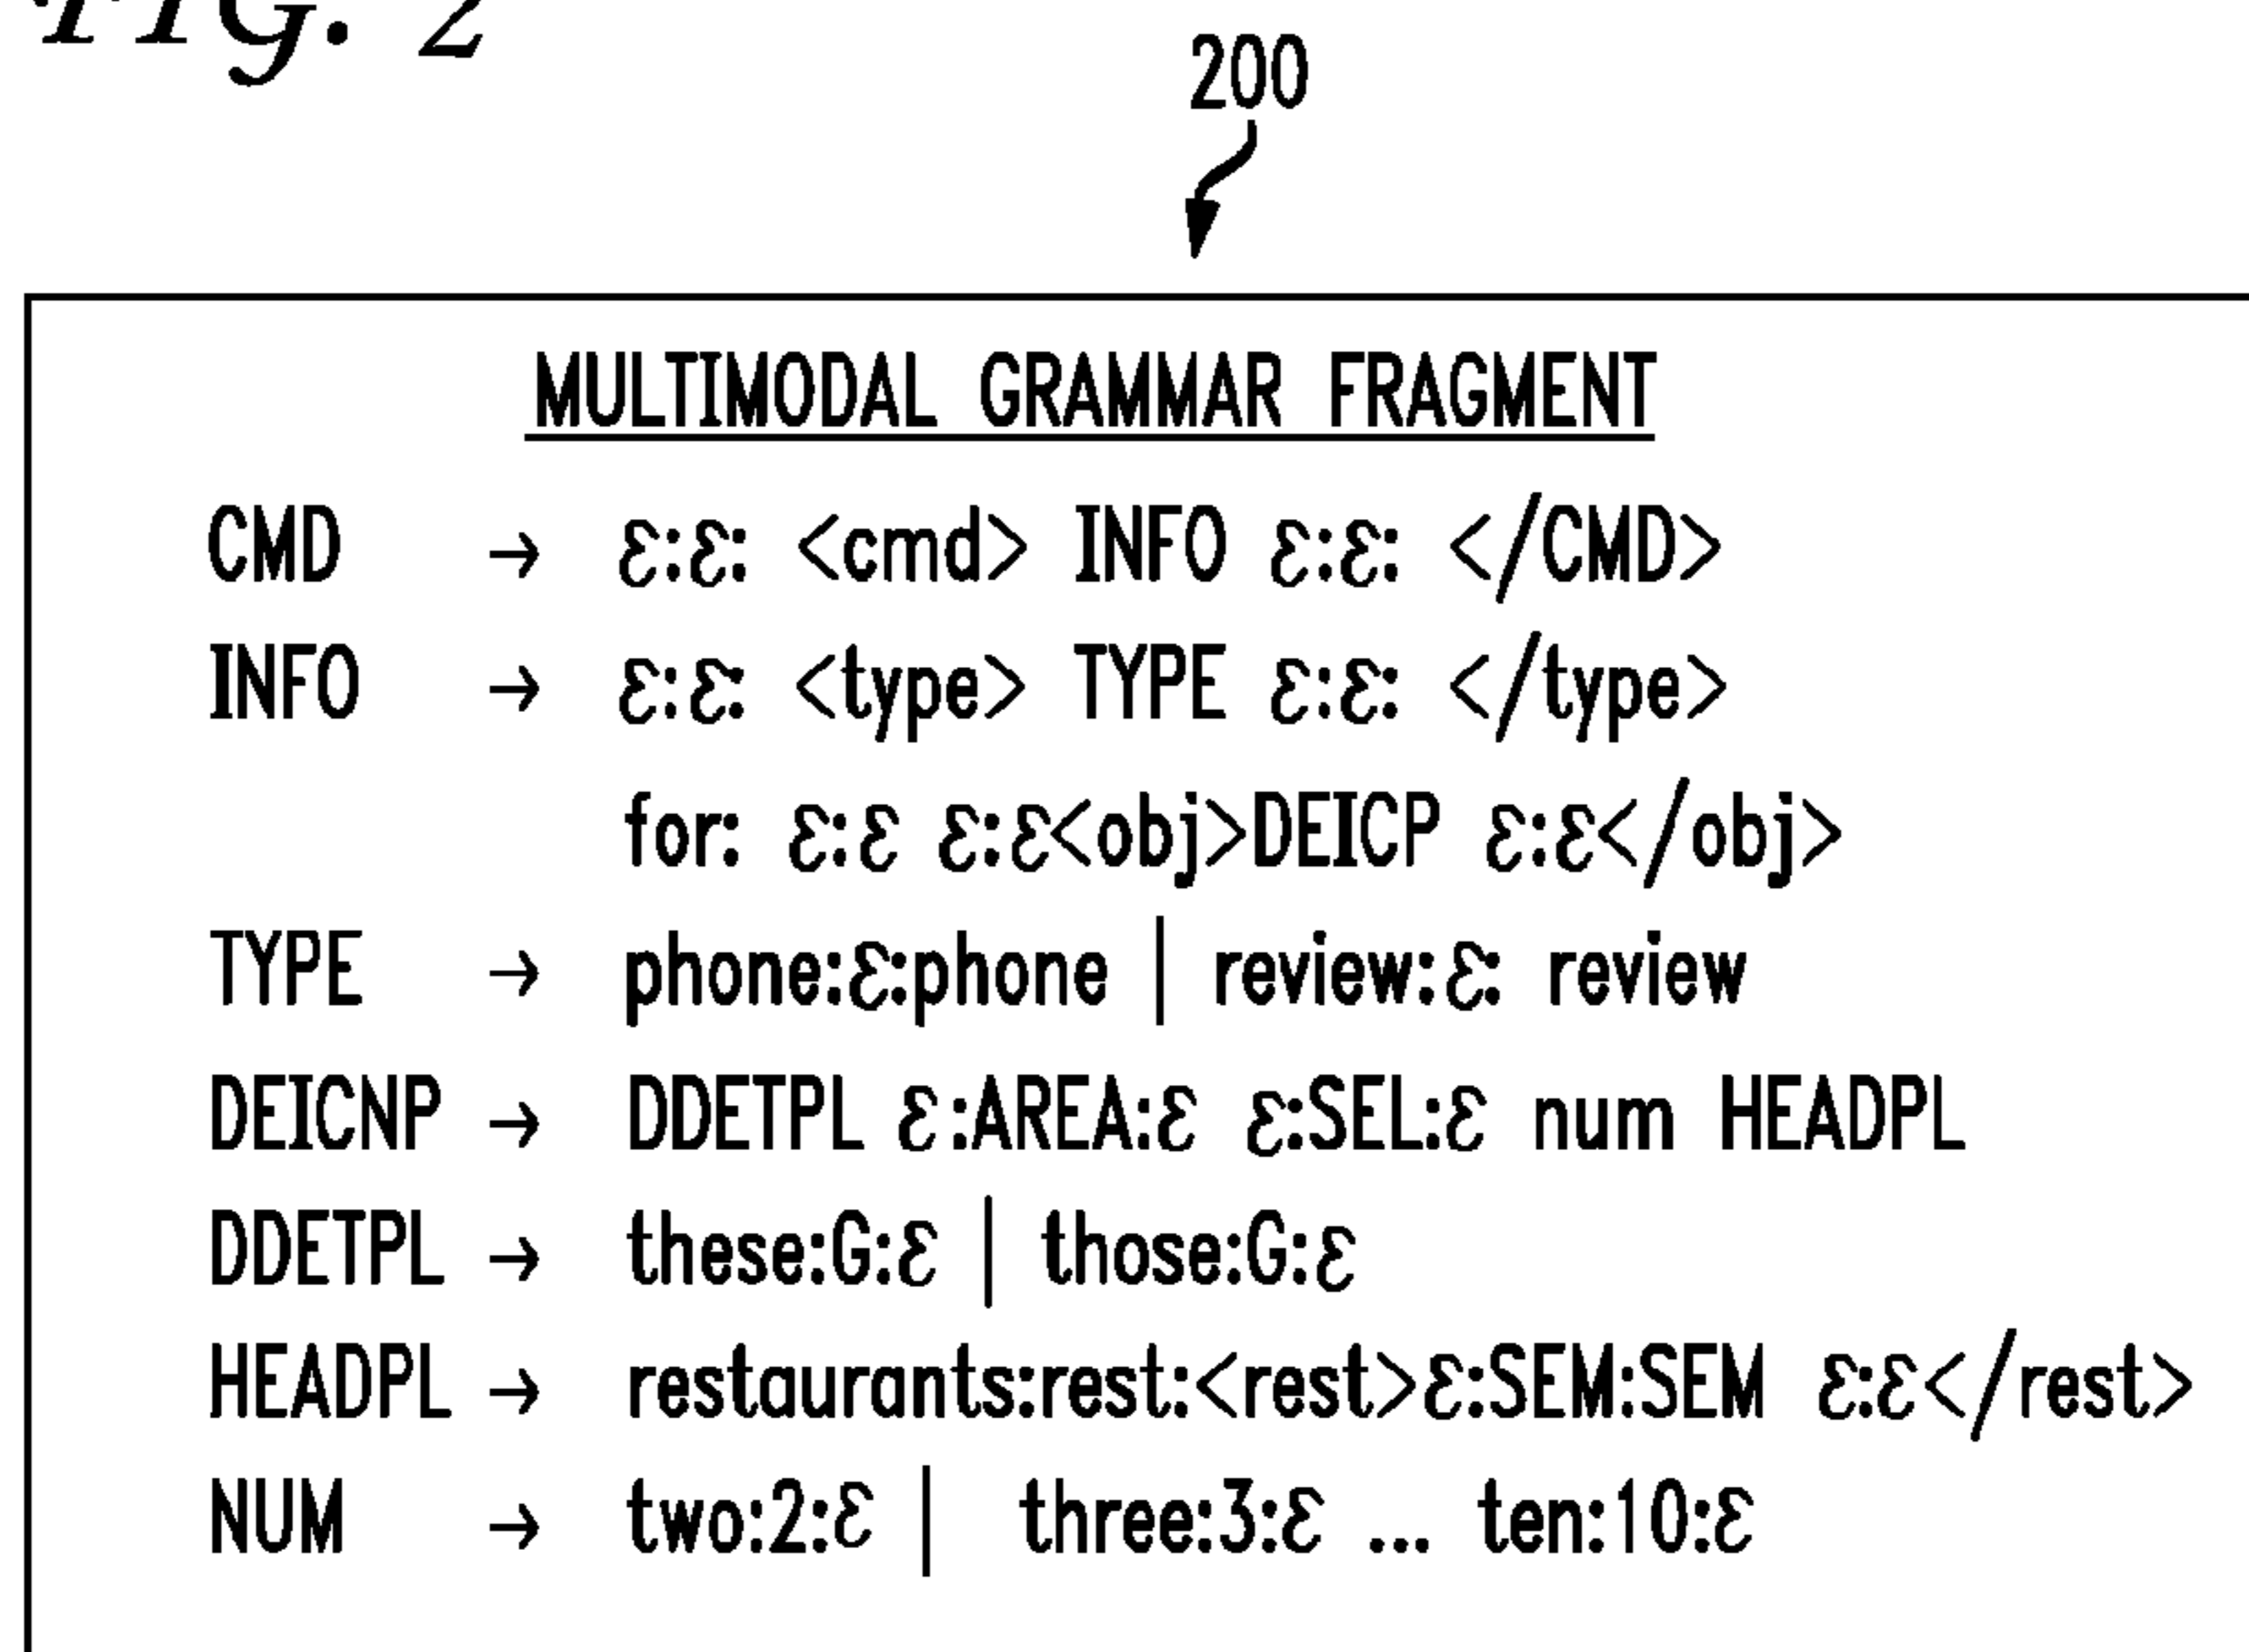 FIG. 2
200
MULTIMODAL GRAMMAR FRAGMENT
CMD → ε:ε: <cmd> INFO ε:ε: </CMD>
INFO → ε:ε: <type> TYPE ε:ε: </type>
for: ε:ε ε:ε<obj>DEICP ε:ε</obj>
TYPE → phone:ε:phone | review:ε: review
DEICNP → DDETPL ε:AREA:ε ε:SEL:ε num HEADPL
DDETPL → these:G:ε | those:G:ε
HEADPL → restaurants:rest:<rest>ε:SEM:SEM ε:ε</rest>
NUM → two:2:ε | three:3:ε ... ten:10:ε